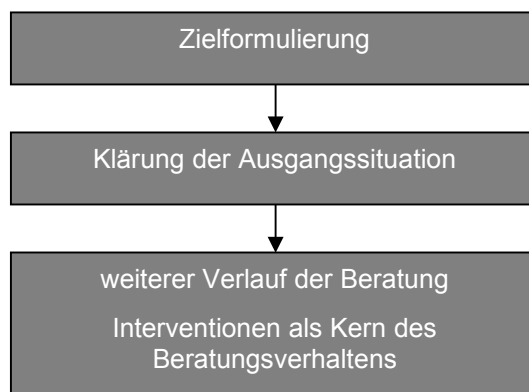 Zielformulierung
Klärung der Ausgangssituation
weiterer Verlauf der Beratung
Interventionen als Kern des
Beratungsverhaltens